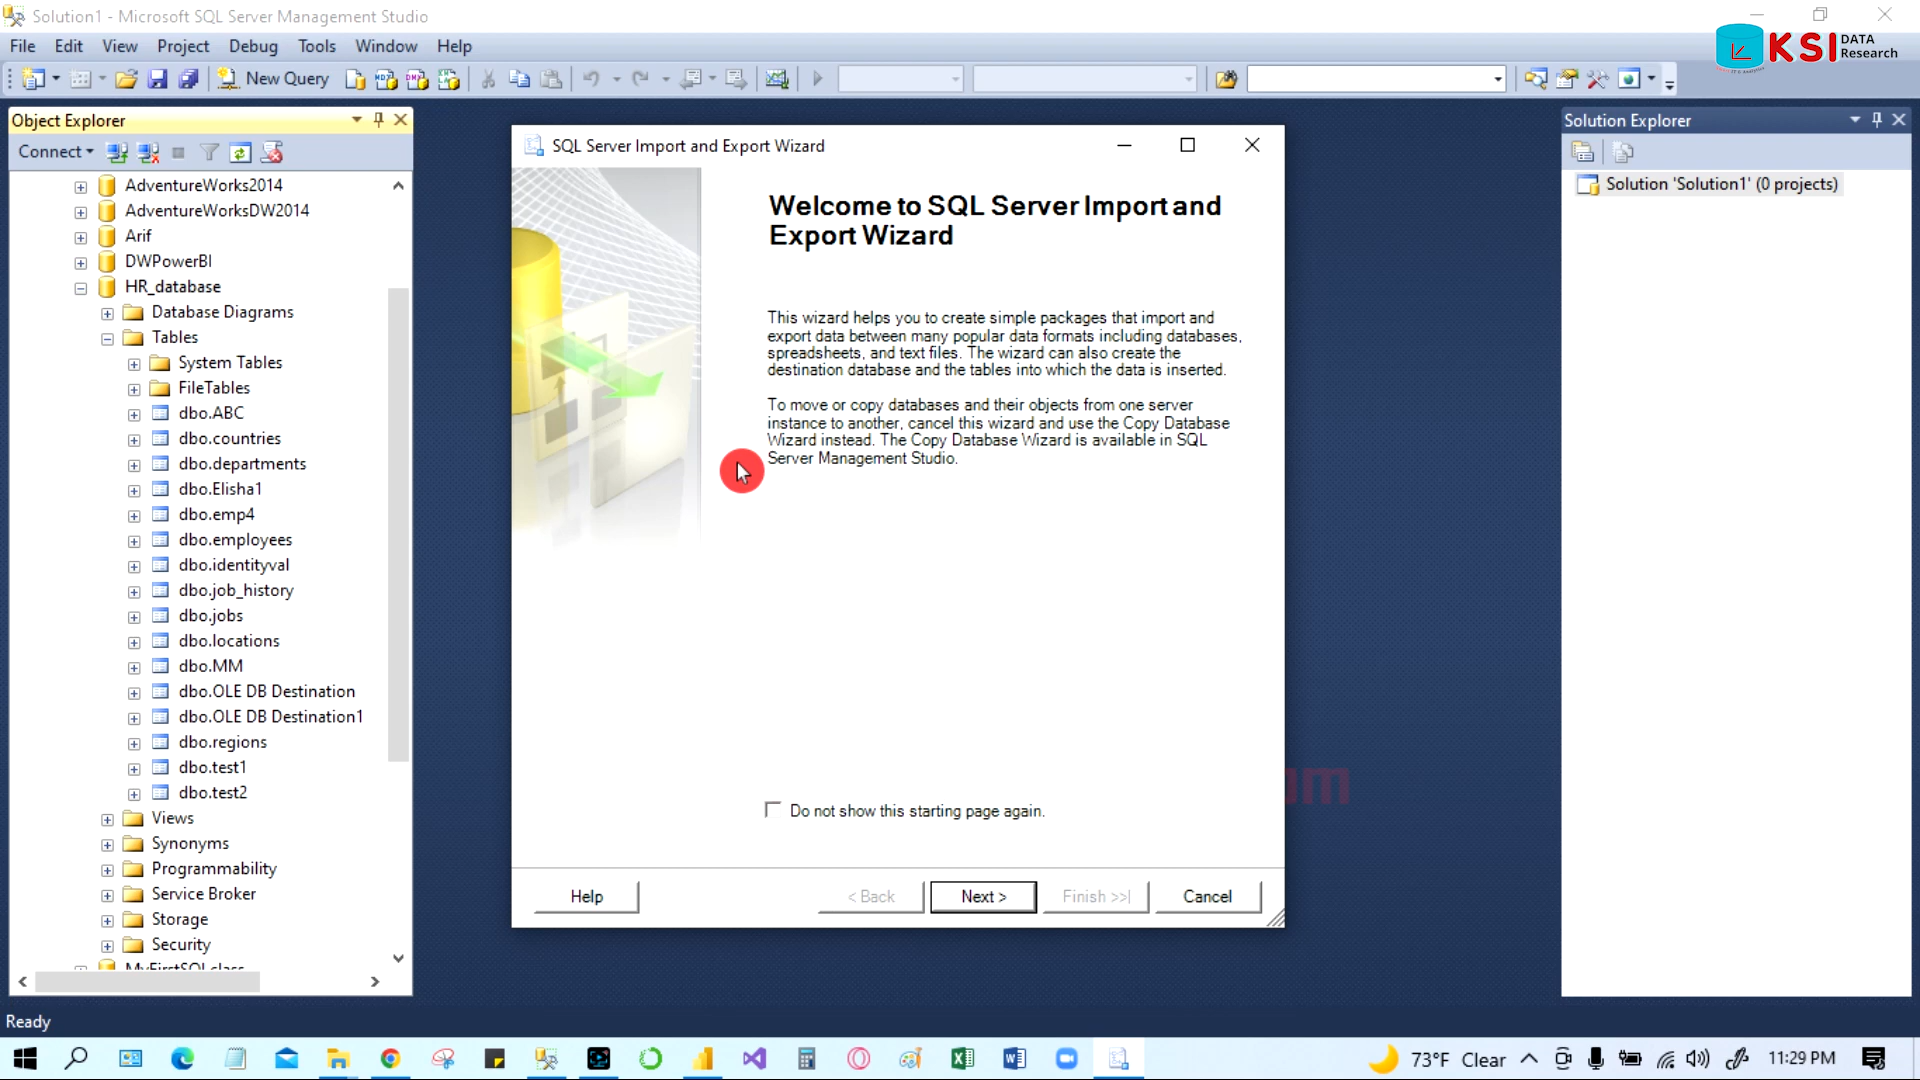 Solution1 - Microsoft SQL Server Management Studio
File Edit View Project Debug Tools Window Help
KSI DATA Research
New Query
Object Explorer
Connect
AdventureWorks2014
AdventureWorksDW2014
Arif
DWPowerBI
HR_database
Database Diagrams
Tables
System Tables
FileTables
dbo.ABC
dbo.countries
dbo.departments
dbo.Elisha1
dbo.emp4
dbo.employees
dbo.identityval
dbo.job_history
dbo.jobs
dbo.locations
dbo.MM
dbo.OLE DB Destination
dbo.OLE DB Destination1
dbo.regions
dbo.test1
dbo.test2
Views
Synonyms
Programmability
Service Broker
Storage
Security
MyFirstSQLclass
SQL Server Import and Export Wizard
Welcome to SQL Server Import and
Export Wizard
This wizard helps you to create simple packages that import and
export data between many popular data formats including databases,
spreadsheets, and text files. The wizard can also create the
destination database and the tables into which the data is inserted.
To move or copy databases and their objects from one server
instance to another, cancel this wizard and use the Copy Database
Wizard instead. The Copy Database Wizard is available in SQL
Server Management Studio.
Do not show this starting page again.
Help < Back Next > Finish >>| Cancel
Solution Explorer
Solution 'Solution1' (0 projects)
Ready
73°F Clear 11:29 PM